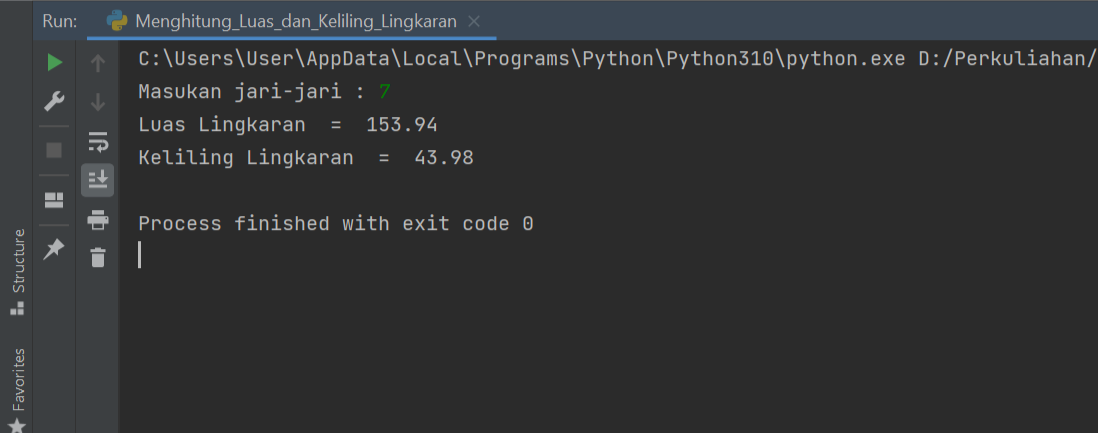 Run: Menghitung_Luas_dan_Keliling_Lingkaran
C:\Users\User\AppData\Local\Programs\Python\Python310\python.exe D:/Perkuliahan/
Masukan jari-jari : 7
Luas Lingkaran  =  153.94
Keliling Lingkaran  =  43.98
Process finished with exit code 0
Structure
Favorites